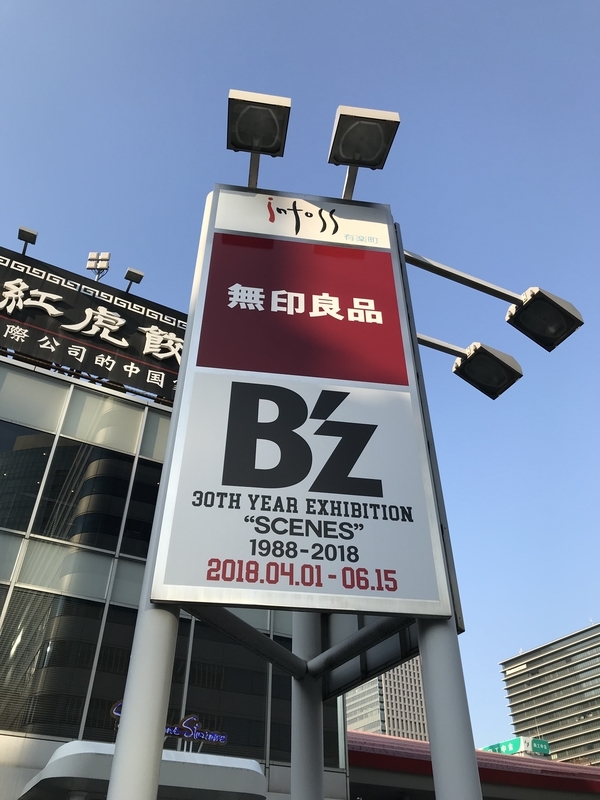 infoss
有楽町
無印良品
B'z
30TH YEAR EXHIBITION
"SCENES"
1988-2018
2018.04.01 - 06.15
紅虎餃
際公司的中国